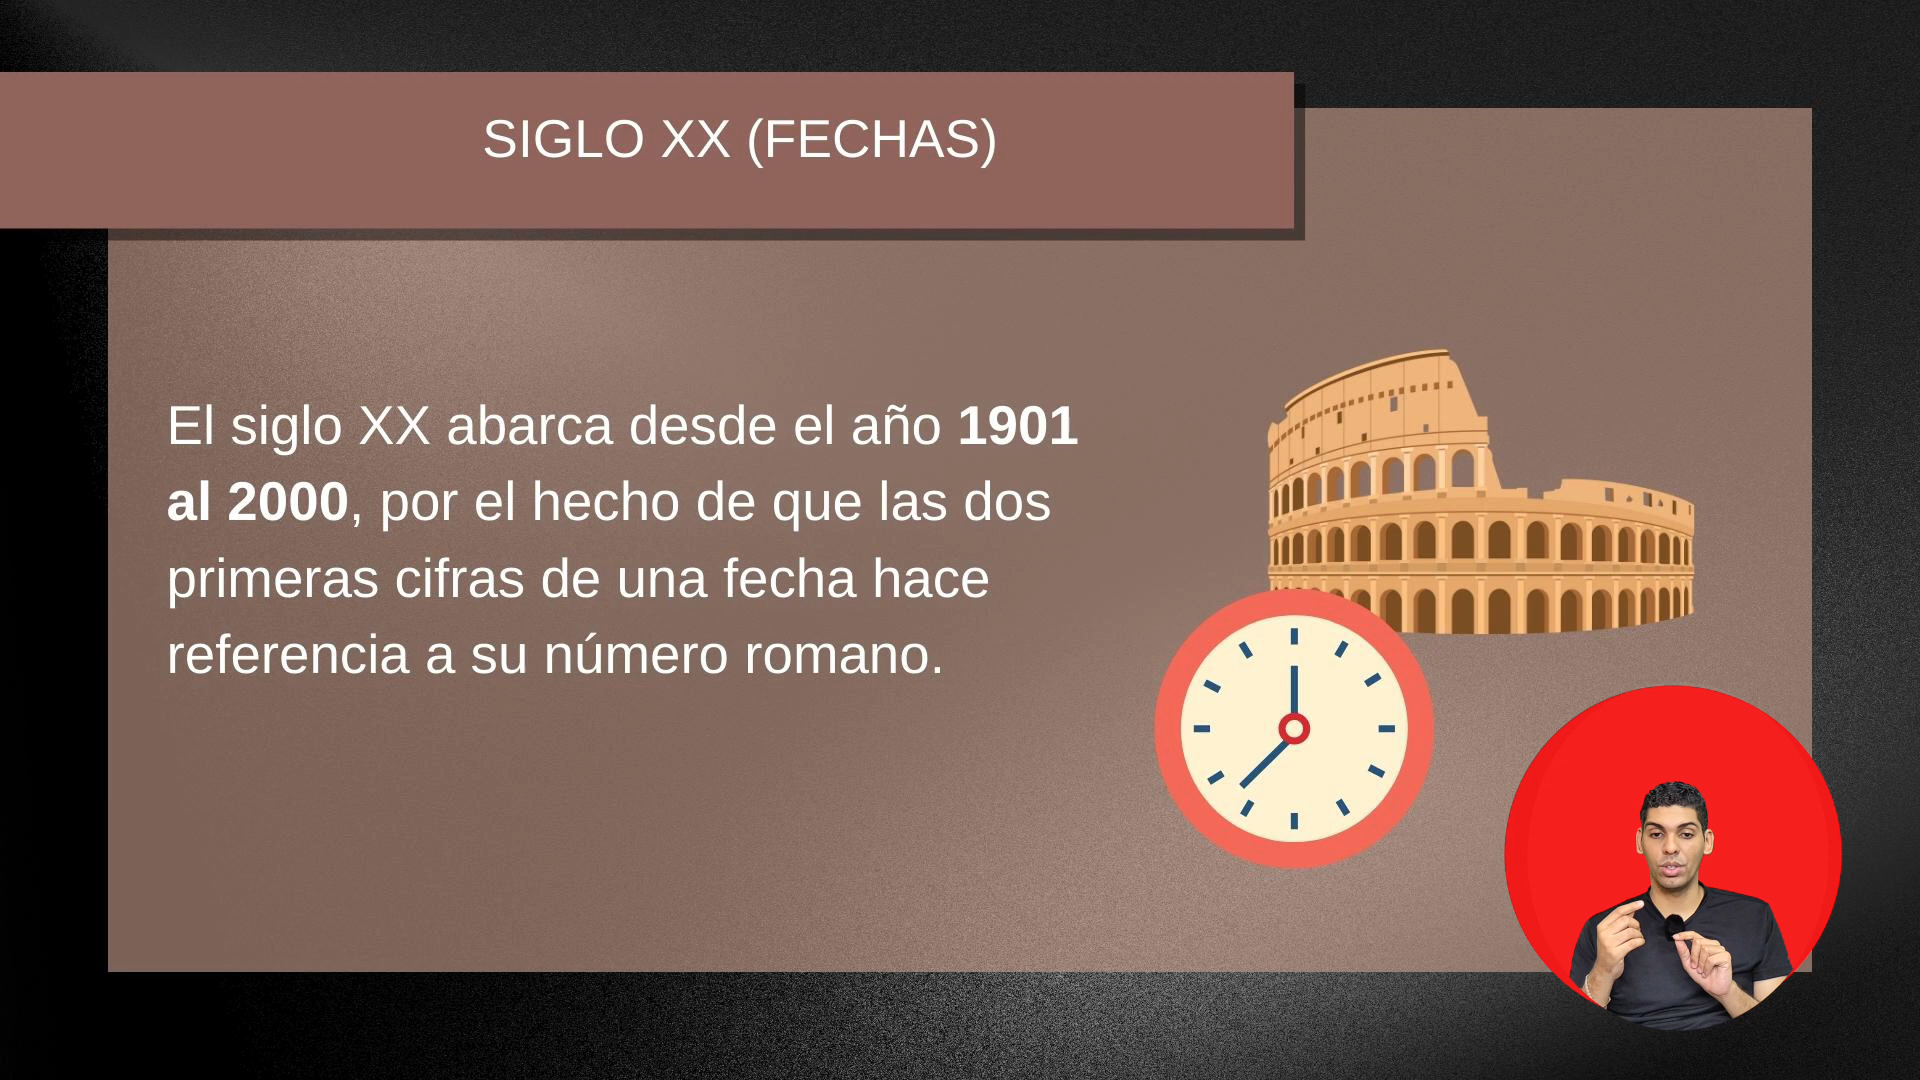 SIGLO XX (FECHAS)
El siglo XX abarca desde el año 1901
al 2000, por el hecho de que las dos
primeras cifras de una fecha hace
referencia a su número romano.